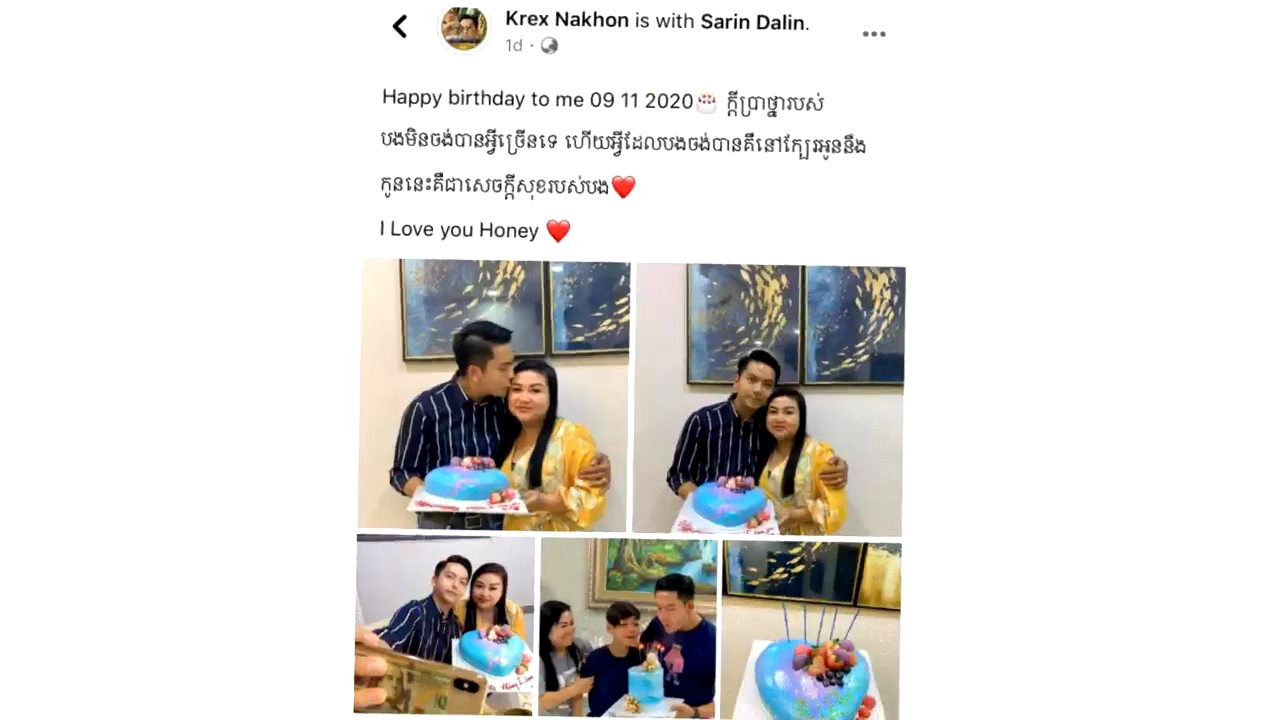 Krex Nakhon is with Sarin Dalin.
1d ·
Happy birthday to me 09 11 2020🎂 ក្តីប្រាថ្នារបស់
បងមិនចង់បានអ្វីច្រើនទេ ហើយអ្វីដែលបងចង់បានគឺនៅក្បែរអូននឹង
កូននេះគឺជាសេចក្តីសុខរបស់បង❤️
I Love you Honey ❤️